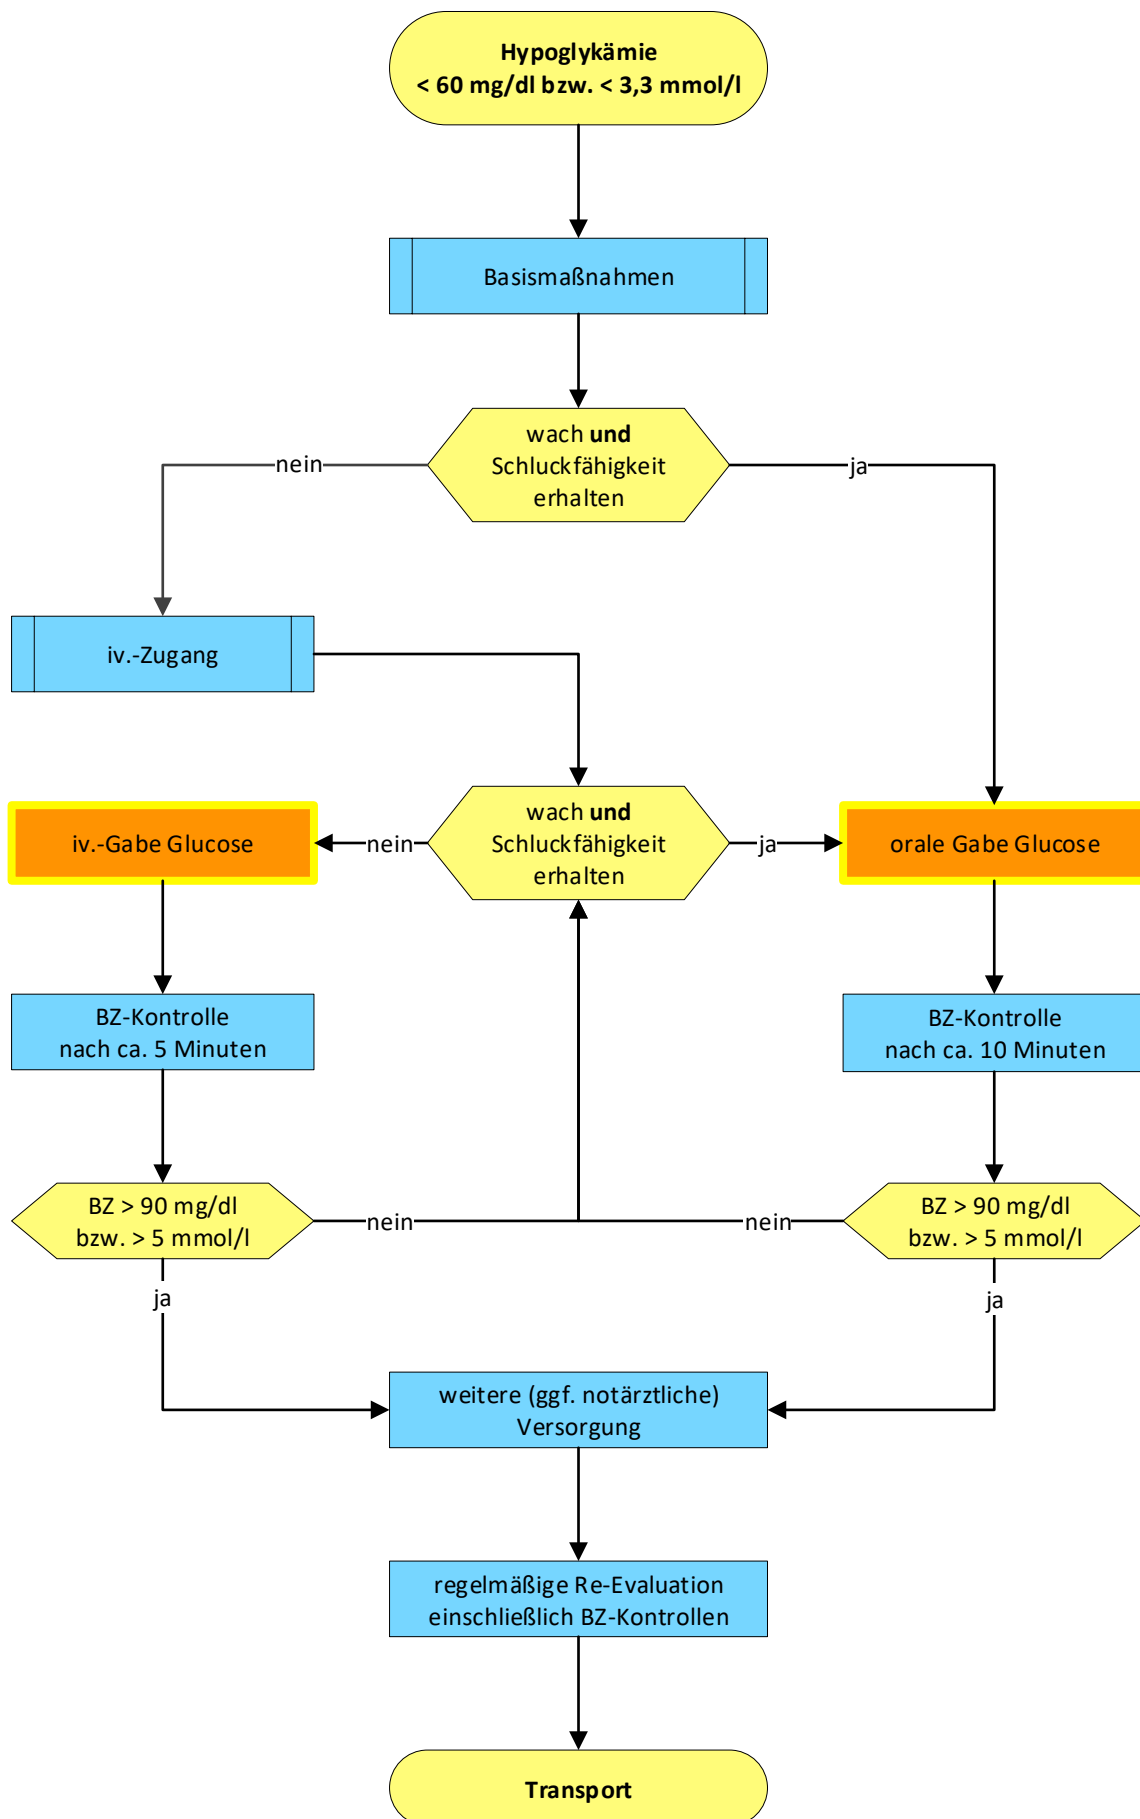 Hypoglykämie
< 60 mg/dl bzw. < 3,3 mmol/l
Basismaßnahmen
wach und
Schluckfähigkeit
erhalten
nein
ja
iv.-Zugang
iv.-Gabe Glucose
nein
wach und
Schluckfähigkeit
erhalten
ja
orale Gabe Glucose
BZ-Kontrolle
nach ca. 5 Minuten
BZ-Kontrolle
nach ca. 10 Minuten
BZ > 90 mg/dl
bzw. > 5 mmol/l
nein
nein
BZ > 90 mg/dl
bzw. > 5 mmol/l
ja
ja
weitere (ggf. notärztliche)
Versorgung
regelmäßige Re-Evaluation
einschließlich BZ-Kontrollen
Transport